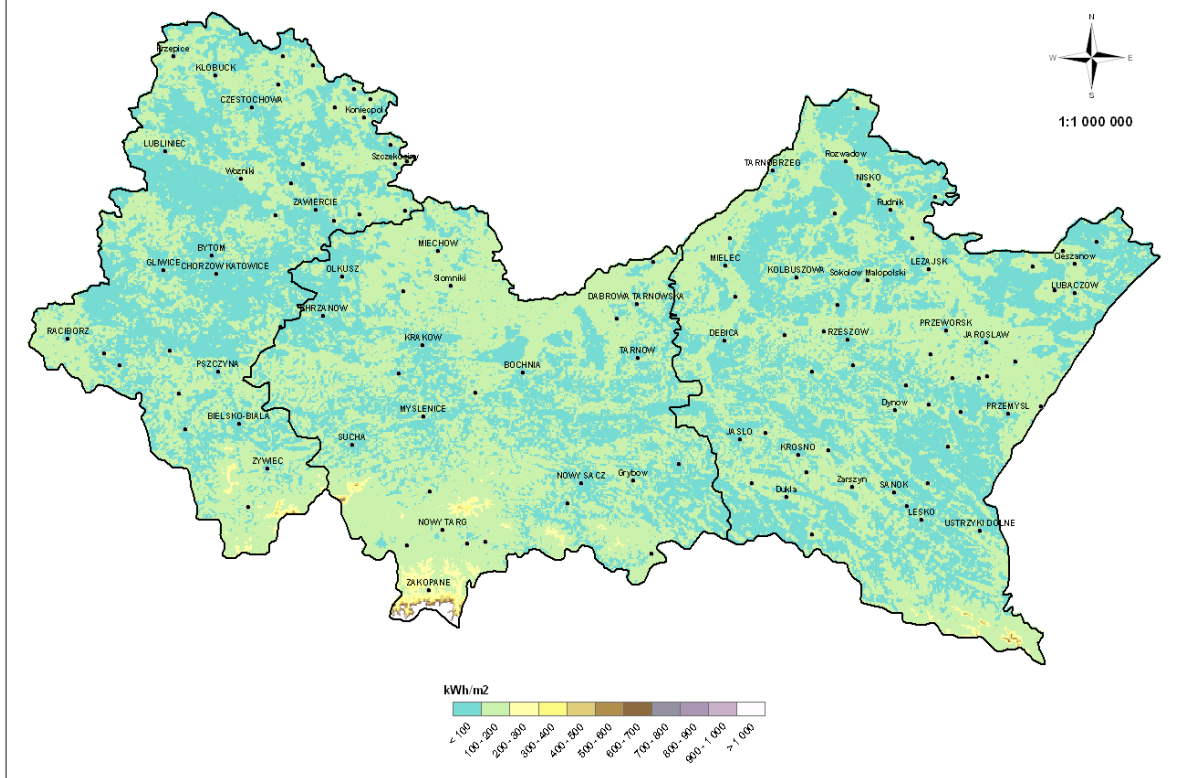 N
W E
S
1:1 000 000
Krzepice
KLOBUCK
CZESTOCHOWA
Koniecpol
LUBLINIEC
Szczekociny
Wozniki
ZAWIERCIE
BYTOM
GLIWICE
CHORZOW KATOWICE
RACIBORZ
PSZCZYNA
BIELSKO-BIALA
ZYWIEC
MIECHOW
OLKUSZ
Slomniki
CHRZANOW
DABROWA TARNOWSKA
KRAKOW
TARNOW
BOCHNIA
MYSLENICE
SUCHA
NOWY SACZ
Grybow
NOWY TARG
ZAKOPANE
TARNOBRZEG
Rozwadow
NISKO
Rudnik
MIELEC
KOLBUSZOWA
Sokolow Malopolski
LEZAJSK
Cieszanow
LUBACZOW
DEBICA
RZESZOW
PRZEWORSK
JAROSLAW
Dynow
PRZEMYSL
JASLO
KROSNO
Dukla
Zarszyn
SANOK
LESKO
USTRZYKI DOLNE
kWh/m2
< 100
100 - 200
200 - 300
300 - 400
400 - 500
500 - 600
600 - 700
700 - 800
800 - 900
900 - 1 000
> 1 000